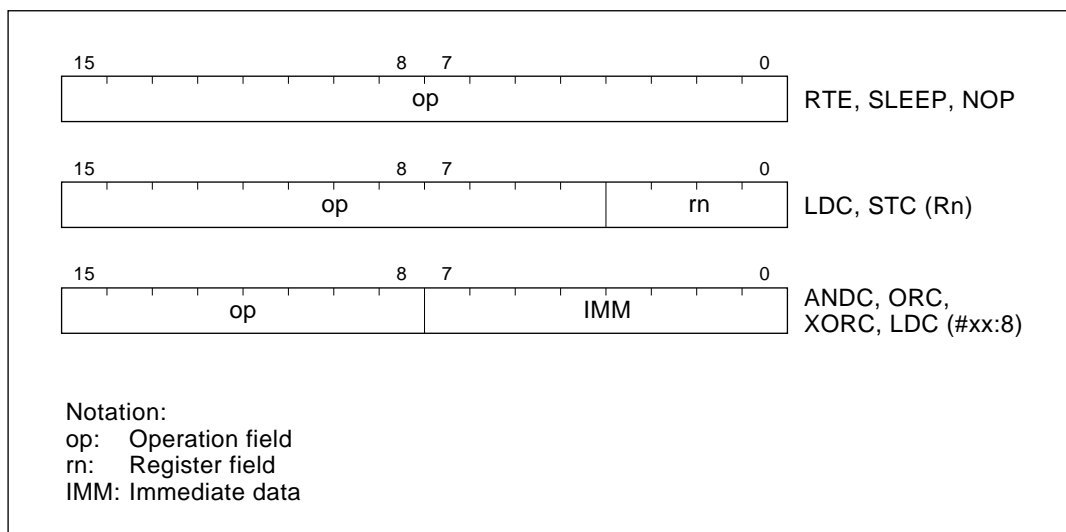 15 8 7 0
op
RTE, SLEEP, NOP
15 8 7 0
op rn
LDC, STC (Rn)
15 8 7 0
op IMM
ANDC, ORC,
XORC, LDC (#xx:8)
Notation:
op: Operation field
rn: Register field
IMM: Immediate data